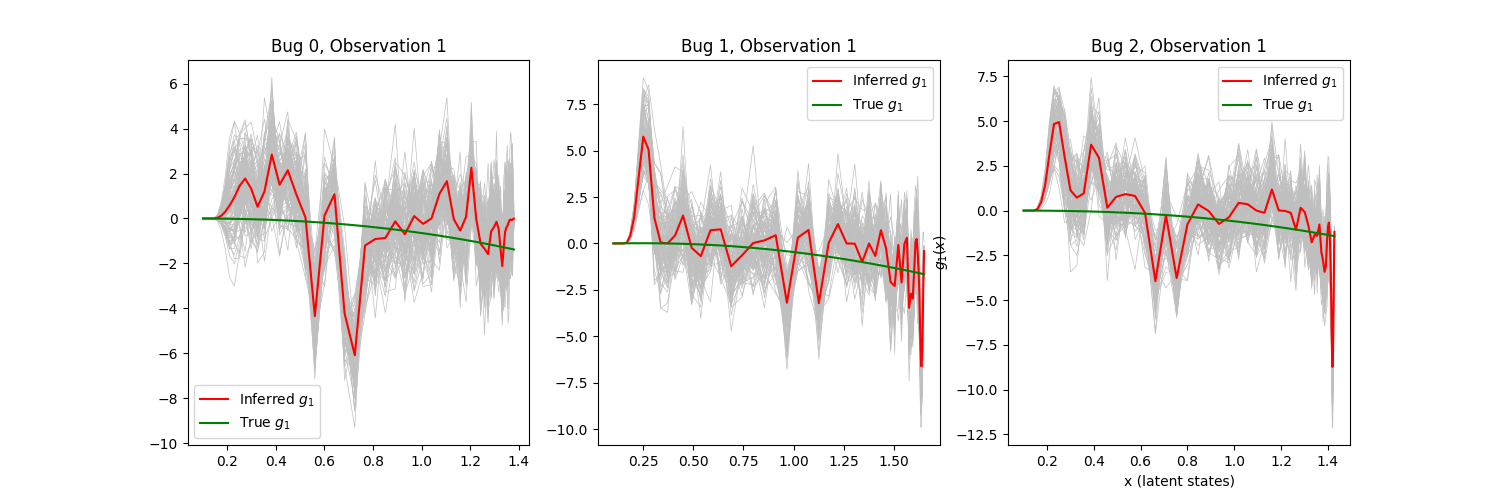 Bug 0, Observation 1
6
4
2
0
−2
−4
−6
−8
−10
Inferred g₁
True g₁
0.2 0.4 0.6 0.8 1.0 1.2 1.4
Bug 1, Observation 1
7.5
5.0
2.5
0.0
−2.5
−5.0
−7.5
−10.0
Inferred g₁
True g₁
0.25 0.50 0.75 1.00 1.25 1.50
Bug 2, Observation 1
g₁(x)
7.5
5.0
2.5
0.0
−2.5
−5.0
−7.5
−10.0
−12.5
Inferred g₁
True g₁
0.2 0.4 0.6 0.8 1.0 1.2 1.4
x (latent states)